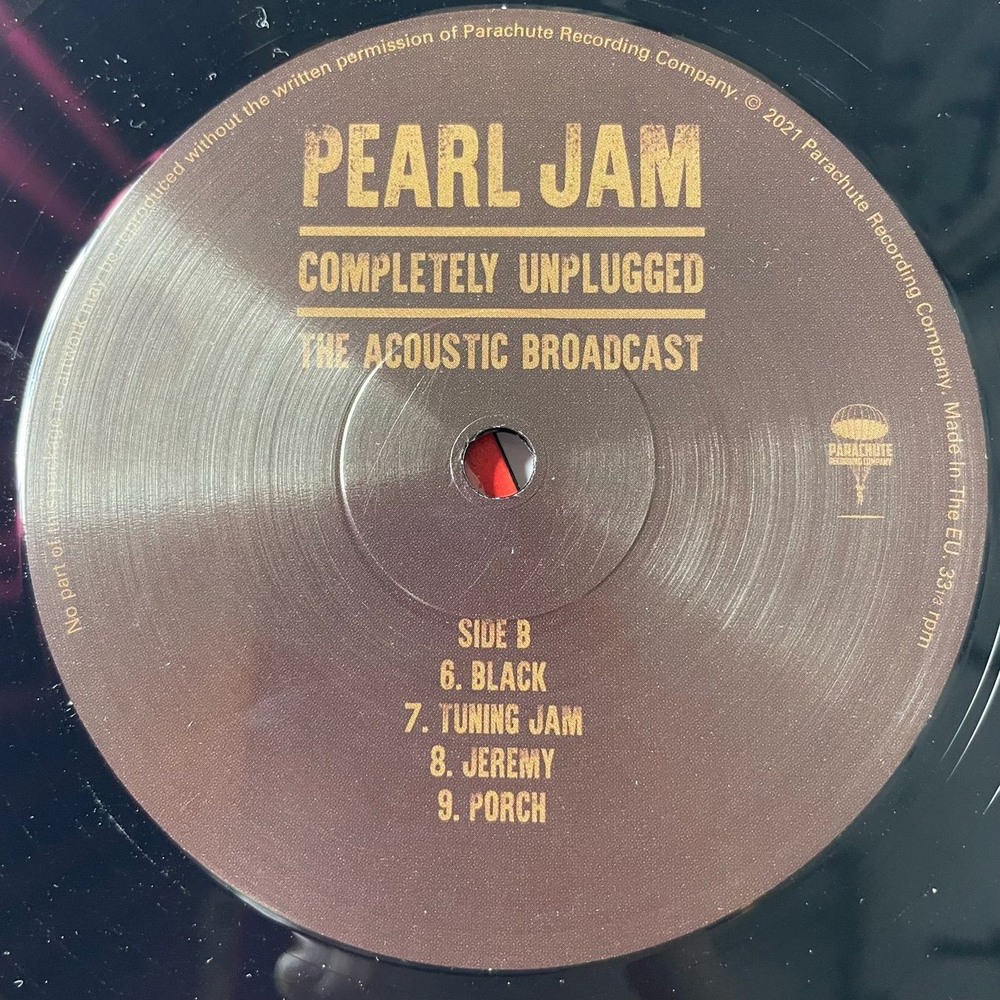 No part of this package or artwork may be reproduced without the written permission of Parachute Recording Company. © 2021 Parachute Recording Company. Made In The EU. 33 1/3 rpm
PEARL JAM
COMPLETELY UNPLUGGED
THE ACOUSTIC BROADCAST
PARACHUTE
RECORDING COMPANY
SIDE B
6. BLACK
7. TUNING JAM
8. JEREMY
9. PORCH